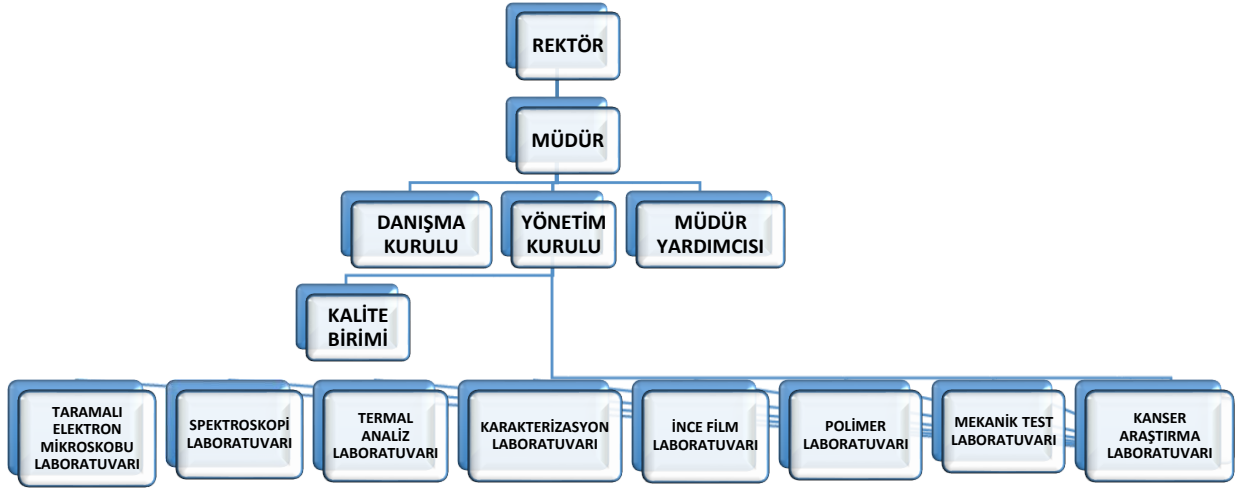 REKTÖR
MÜDÜR
DANIŞMA
KURULU
YÖNETİM
KURULU
MÜDÜR
YARDIMCISI
KALİTE
BİRİMİ
TARAMALI
ELEKTRON
MİKROSKOBU
LABORATUVARI
SPEKTROSKOPİ
LABORATUVARI
TERMAL
ANALİZ
LABORATUVARI
KARAKTERİZASYON
LABORATUVARI
İNCE FİLM
LABORATUVARI
POLİMER
LABORATUVARI
MEKANİK TEST
LABORATUVARI
KANSER
ARAŞTIRMA
LABORATUVARI